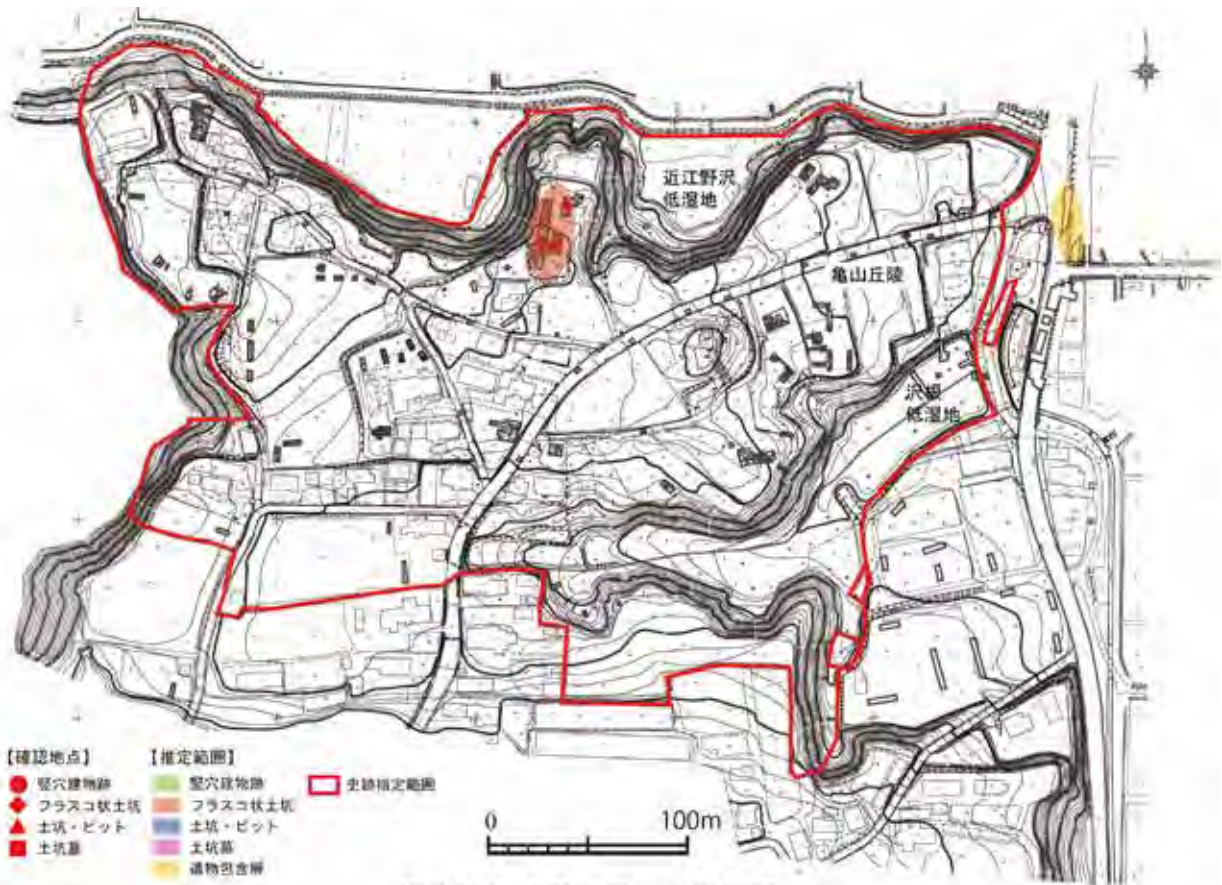 近江野沢
低湿地
亀山丘陵
沢根
低湿地
【確認地点】
竪穴建物跡
フラスコ状土坑
土坑・ピット
土坑墓
【推定範囲】
竪穴建物跡
フラスコ状土坑
土坑・ピット
土坑墓
遺物包含層
史跡指定範囲
0
100m